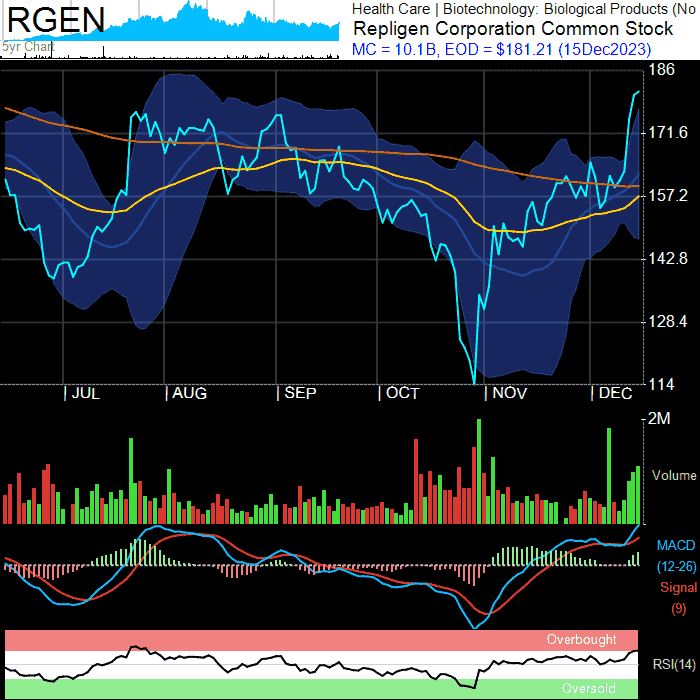 RGEN
5yr Chart
Health Care | Biotechnology: Biological Products (No
Repligen Corporation Common Stock
MC = 10.1B, EOD = $181.21 (15Dec2023)
186
171.6
157.2
142.8
128.4
114
| JUL | AUG | SEP | OCT | NOV | DEC
2M
Volume
MACD
(12-26)
Signal
(9)
Overbought
RSI(14)
Oversold